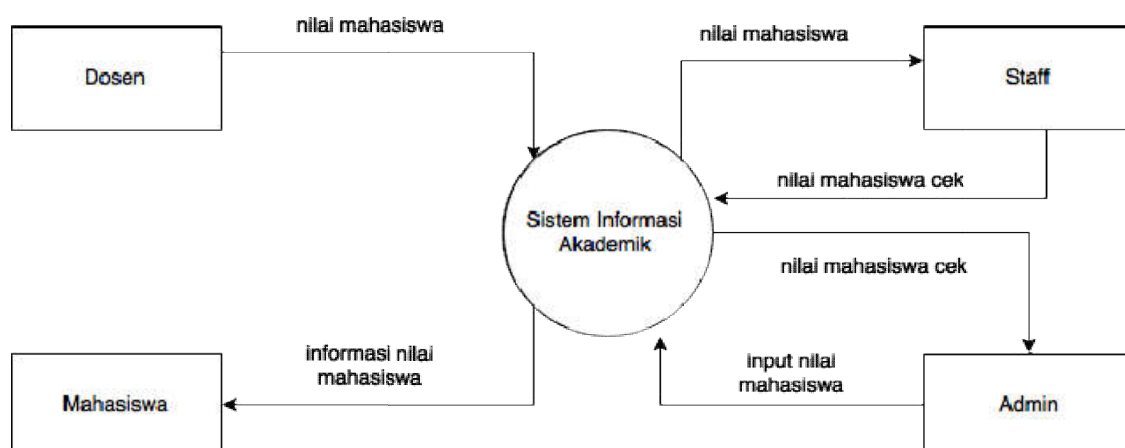 nilai mahasiswa
nilai mahasiswa
Dosen
Staff
nilai mahasiswa cek
Sistem Informasi
Akademik
nilai mahasiswa cek
informasi nilai
mahasiswa
input nilai
mahasiswa
Mahasiswa
Admin